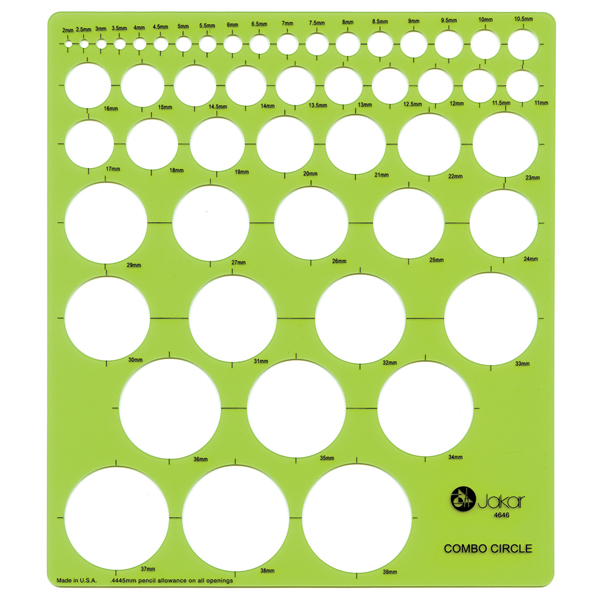 2mm 2.5mm 3mm 3.5mm 4mm 4.5mm 5mm 5.5mm 6mm 6.5mm 7mm 7.5mm 8mm 8.5mm 9mm 9.5mm 10mm 10.5mm
16mm 15mm 14.5mm 14mm 13.5mm 13mm 12.5mm 12mm 11.5mm 11mm
17mm 18mm 19mm 20mm 21mm 22mm 23mm
29mm 27mm 26mm 25mm 24mm
30mm 31mm 32mm 33mm
36mm 35mm 34mm
Jakar
4646
COMBO CIRCLE
37mm 38mm 39mm
Made in U.S.A. .4445mm pencil allowance on all openings